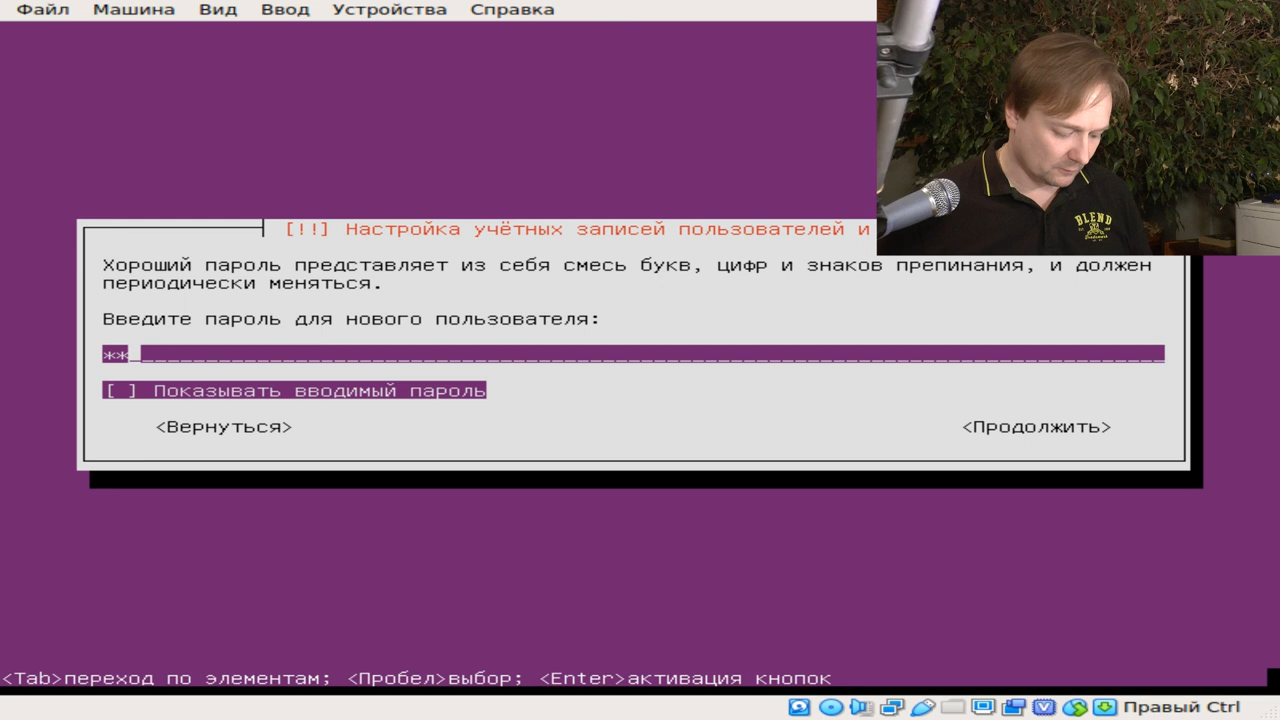 Файл Машина Вид Ввод Устройства Справка
[!!] Настройка учётных записей пользователей и
Хороший пароль представляет из себя смесь букв, цифр и знаков препинания, и должен
периодически меняться.
Введите пароль для нового пользователя:
**
[ ] Показывать вводимый пароль
<Вернуться> <Продолжить>
<Tab>переход по элементам; <Пробел>выбор; <Enter>активация кнопок
Правый Ctrl
BLEND